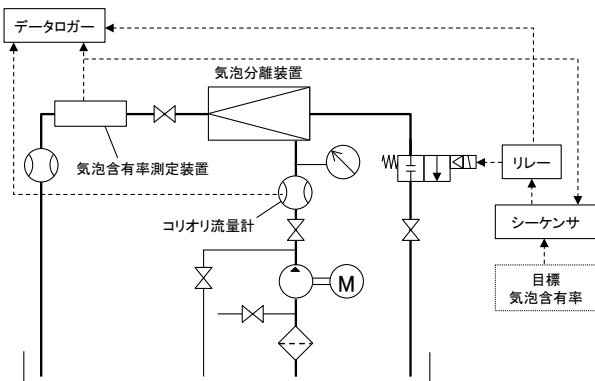 データロガー
気泡分離装置
気泡含有率測定装置
リレー
コリオリ流量計
シーケンサ
M
目標
気泡含有率